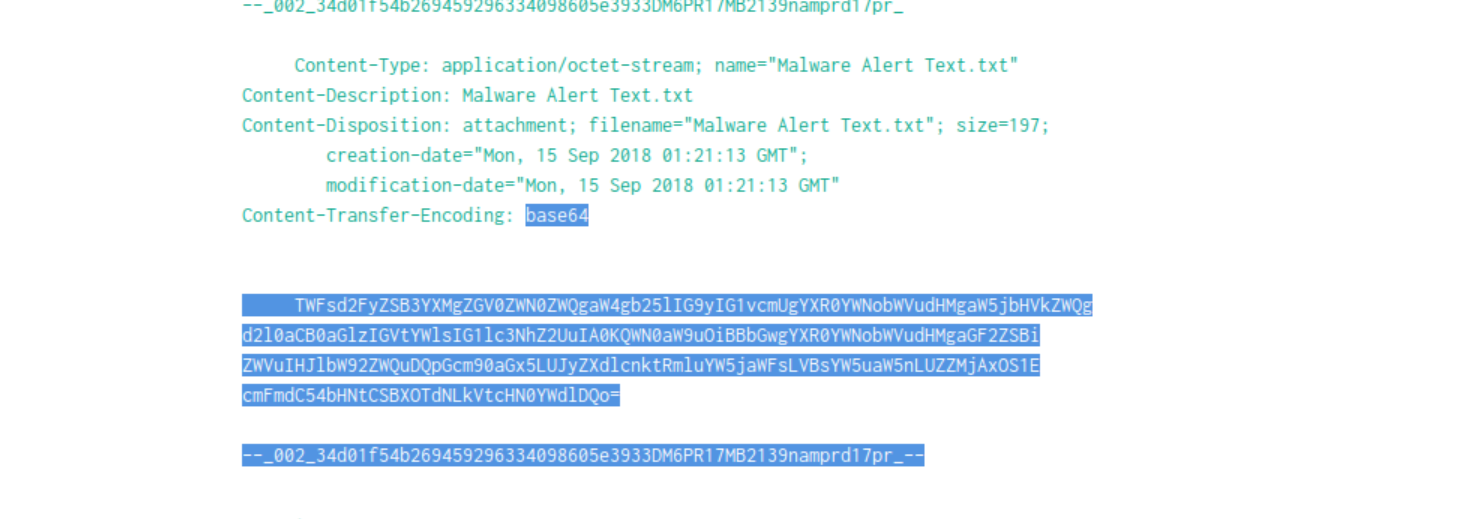 --_002_34d01f54b269459296334098605e3933DM6PR17MB2139namprd17pr_
Content-Type: application/octet-stream; name="Malware Alert Text.txt"
Content-Description: Malware Alert Text.txt
Content-Disposition: attachment; filename="Malware Alert Text.txt"; size=197;
creation-date="Mon, 15 Sep 2018 01:21:13 GMT";
modification-date="Mon, 15 Sep 2018 01:21:13 GMT"
Content-Transfer-Encoding: base64
TWFsd2FyZSB3YXMgZGV0ZWN0ZWQgaW4gb25lIG9yIG1vcmUgYXR0YWNobWVudHMgaW5jbHVkZWQg
d2l0aCB0aGlzIGVtYWlsIG1lc3NhZ2UuIA0KQWN0aW9uOiBBbGwgYXR0YWNobWVudHMgaGF2ZSBi
ZWVuIHJlbW92ZWQuDQpGcm90aGx5LUJyZXdlcnktRmluYW5jaWFsLVBsYW5uaW5nLUZZMjAxOS1E
cmFmdC54bHNtCSBXOTdNLkVtcHN0YWdlDQo=
--_002_34d01f54b269459296334098605e3933DM6PR17MB2139namprd17pr_--